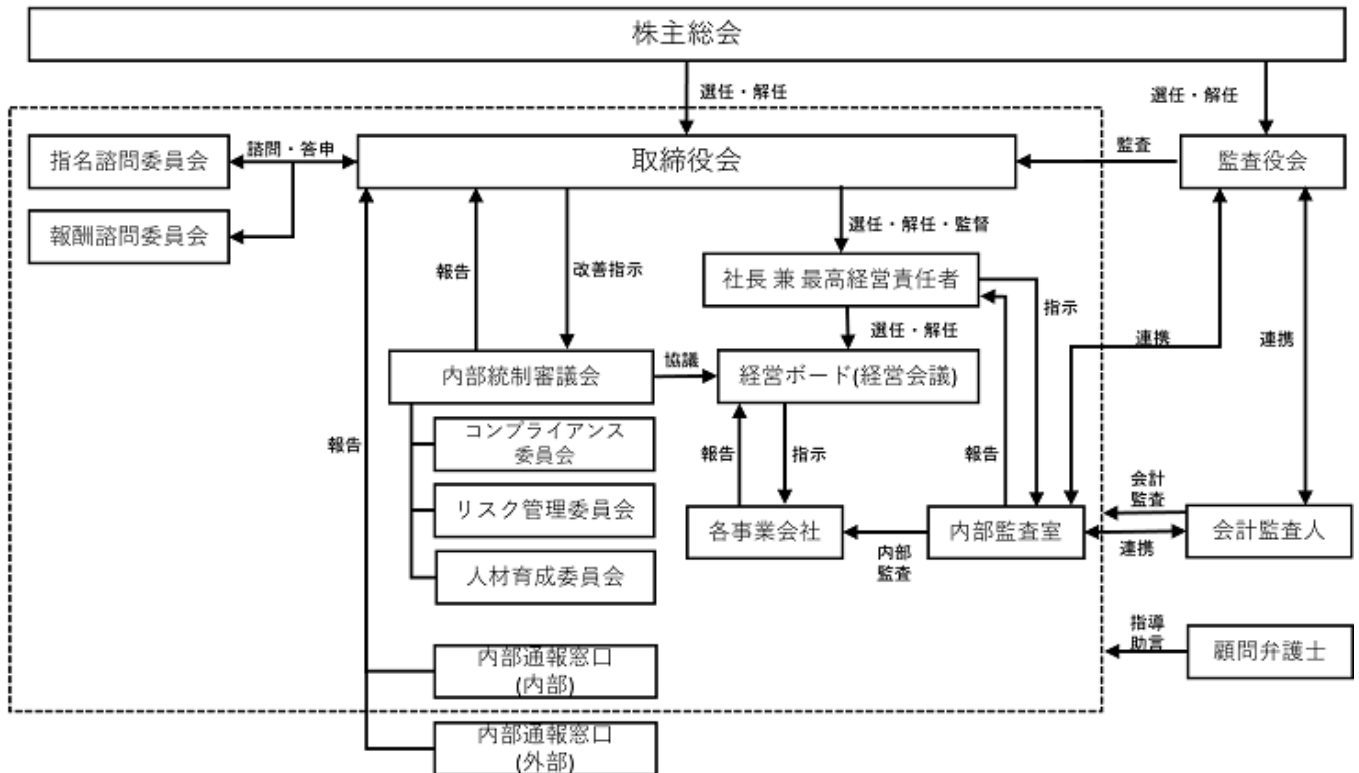 株主総会
選任・解任
選任・解任
指名諮問委員会
諮問・答申
取締役会
監査
監査役会
報酬諮問委員会
選任・解任・監督
報告
改善指示
社長 兼 最高経営責任者
指示
選任・解任
連携
連携
内部統制審議会
協議
経営ボード(経営会議)
コンプライアンス
委員会
報告
報告
指示
報告
リスク管理委員会
各事業会社
内部監査室
会計
監査
会計監査人
内部
監査
連携
人材育成委員会
指導
助言
顧問弁護士
内部通報窓口
(内部)
内部通報窓口
(外部)